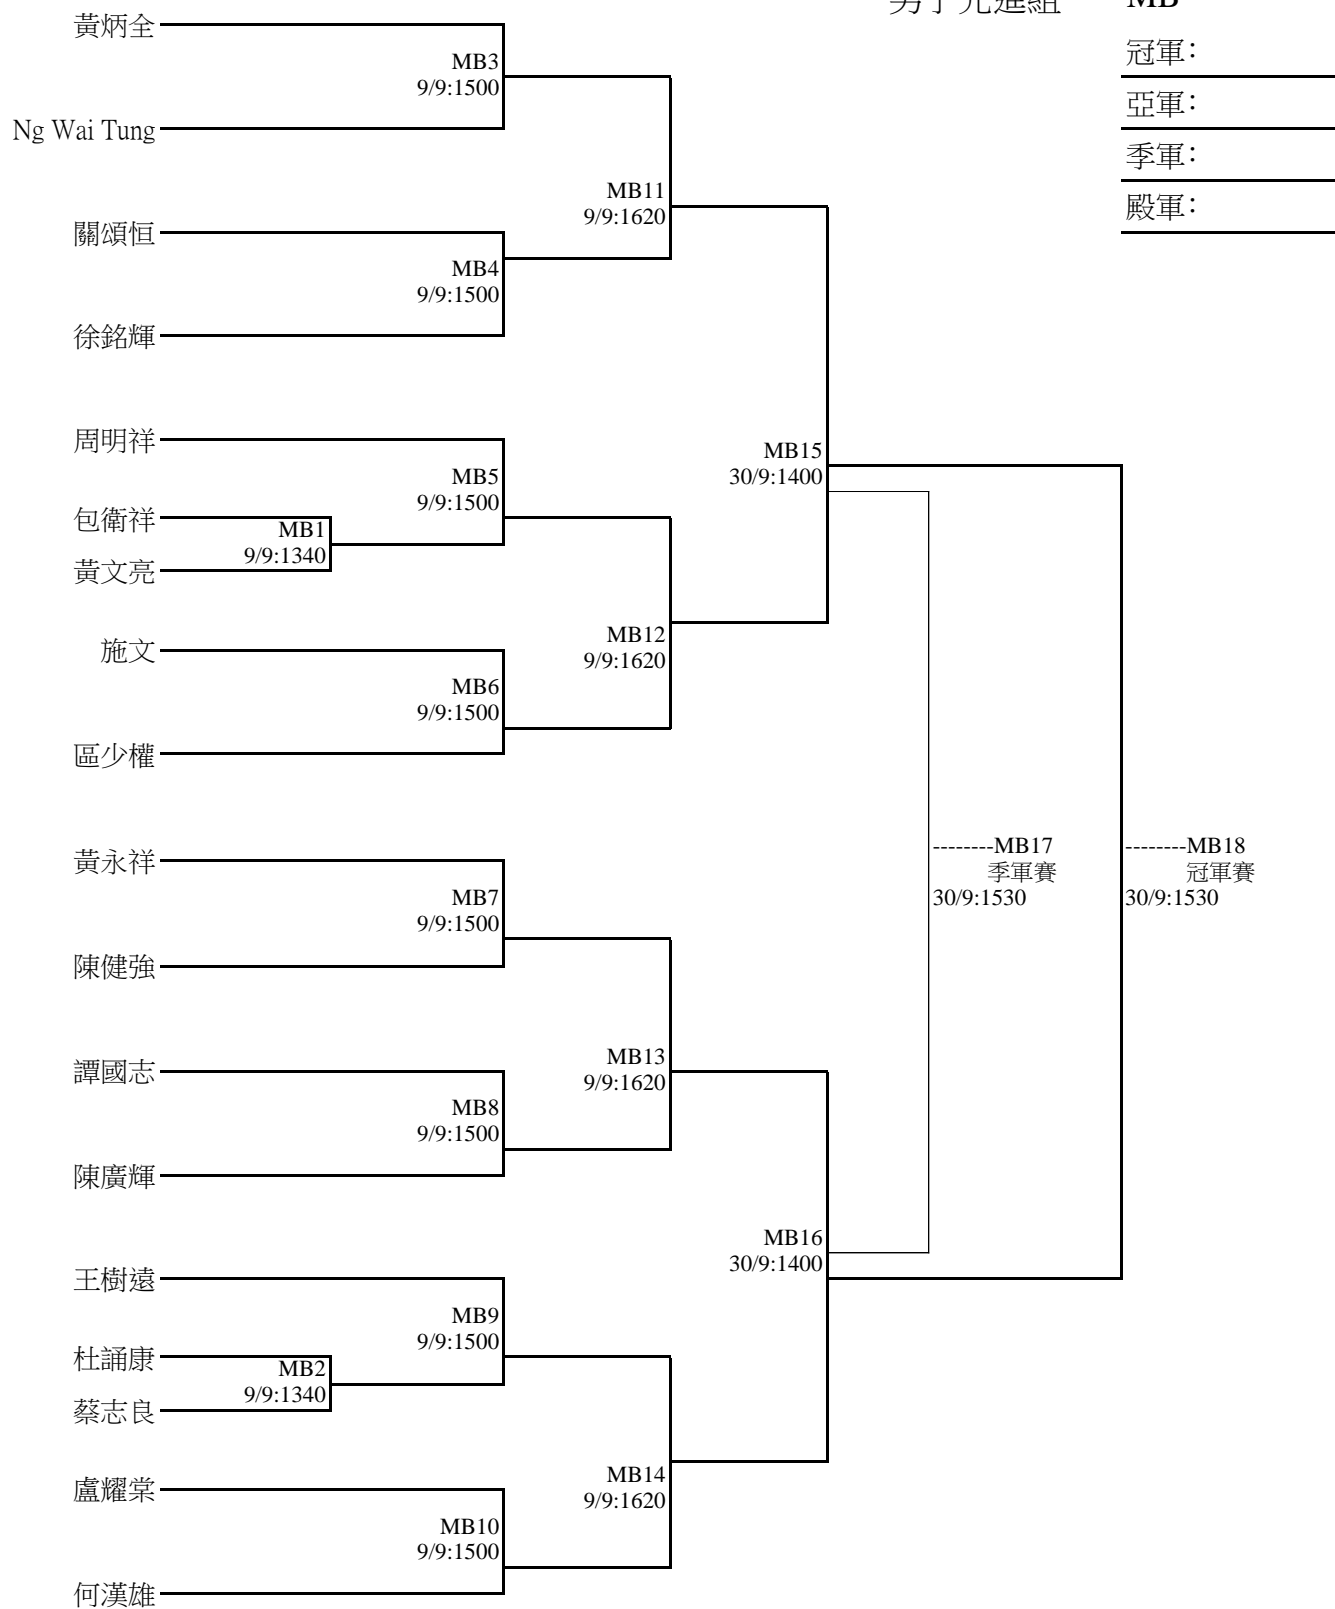 男子先進組 MB
冠軍：
亞軍：
季軍：
殿軍：
黃炳全
MB3
9/9:1500
Ng Wai Tung
MB11
9/9:1620
關頌恒
MB4
9/9:1500
徐銘輝
周明祥
MB15
30/9:1400
MB5
9/9:1500
包衛祥
MB1
9/9:1340
黃文亮
施文
MB12
9/9:1620
MB6
9/9:1500
區少權
黃永祥
MB7
9/9:1500
--------MB17
季軍賽
30/9:1530
--------MB18
冠軍賽
30/9:1530
陳健強
譚國志
MB13
9/9:1620
MB8
9/9:1500
陳廣輝
MB16
30/9:1400
王樹遠
MB9
9/9:1500
杜誦康
MB2
9/9:1340
蔡志良
盧耀棠
MB14
9/9:1620
MB10
9/9:1500
何漢雄